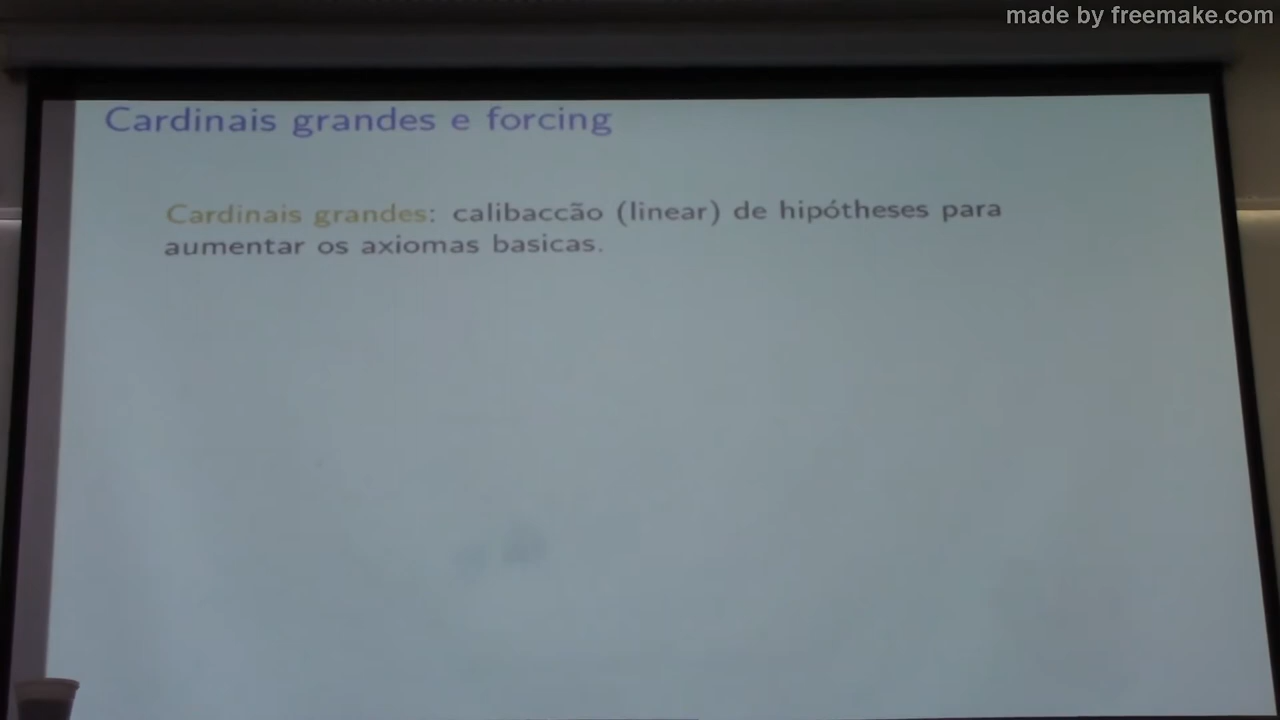 made by freemake.com
Cardinais grandes e forcing
Cardinais grandes: calibaccão (linear) de hipótheses para
aumentar os axiomas basicas.